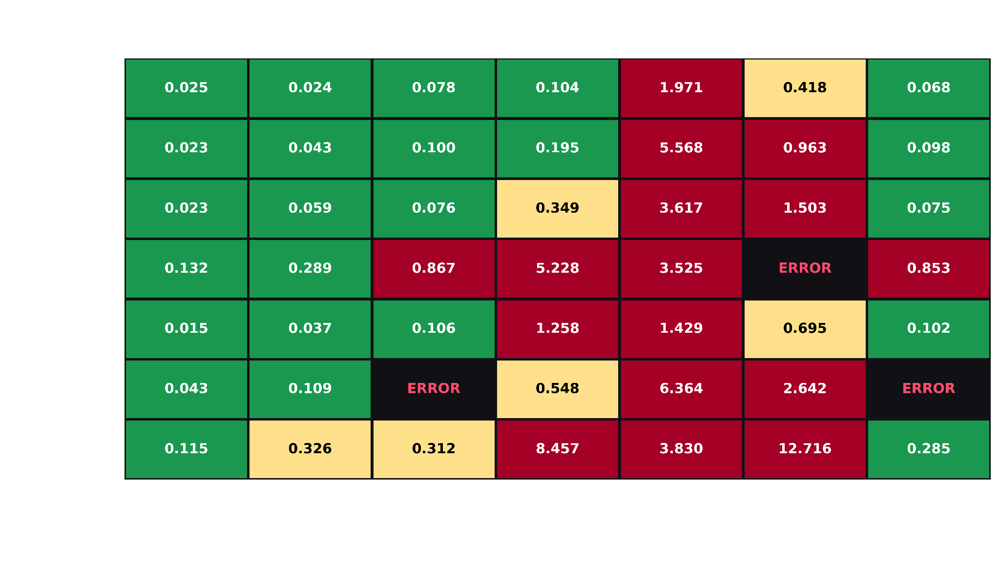 0.025 0.024 0.078 0.104 1.971 0.418 0.068
0.023 0.043 0.100 0.195 5.568 0.963 0.098
0.023 0.059 0.076 0.349 3.617 1.503 0.075
0.132 0.289 0.867 5.228 3.525 ERROR 0.853
0.015 0.037 0.106 1.258 1.429 0.695 0.102
0.043 0.109 ERROR 0.548 6.364 2.642 ERROR
0.115 0.326 0.312 8.457 3.830 12.716 0.285